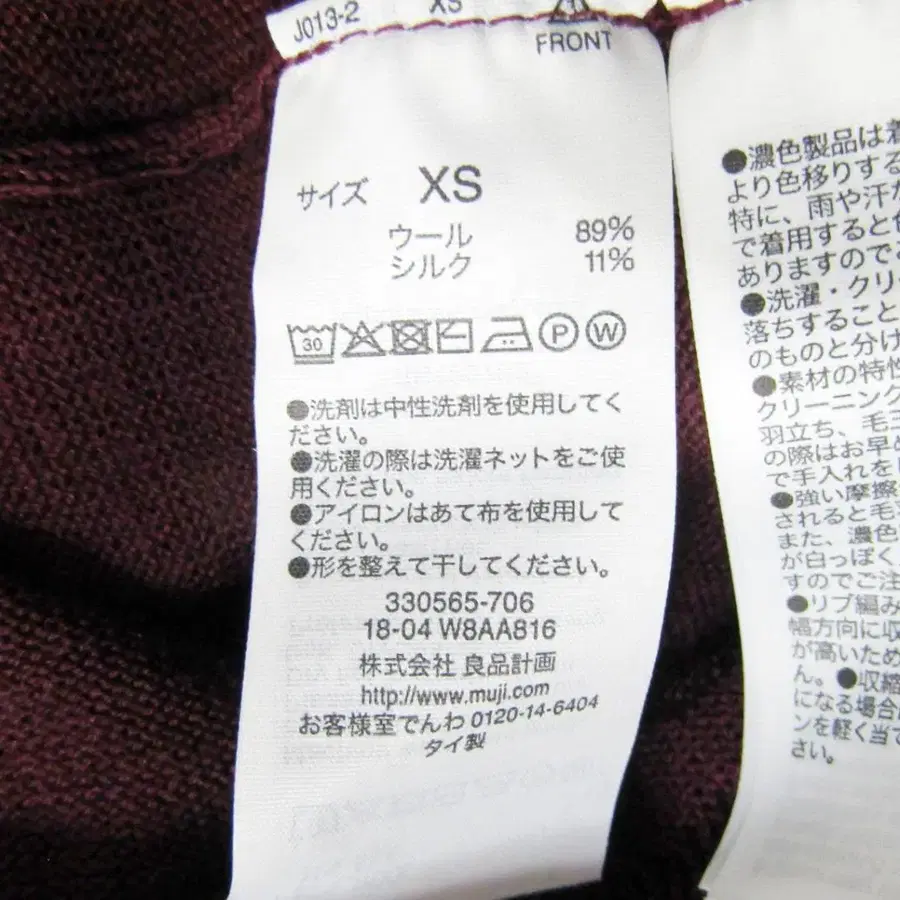 J013-2 XS
FRONT
サイズ XS
ウール 89%
シルク 11%
30 P W
●洗剤は中性洗剤を使用してく
ださい。
●洗濯の際は洗濯ネットをご使
用ください。
●アイロンはあて布を使用して
ください。
●形を整えて干してください。
330565-706
18-04 W8AA816
株式会社 良品計画
http://www.muji.com
お客様室でんわ 0120-14-6404
タイ製
●濃色製品は着
より色移りする
特に、雨や汗か
で着用すると色
ありますのでご
●洗濯・クリ
落ちすること
のものと分け
●素材の特性
クリーニング
羽立ち、毛玉
の際はお早め
で手入れを
●強い摩擦
されると毛
また、濃色
が白っぽく
すのでご注
●リブ編み
幅方向に収
が高いため
ん。●収縮
になる場合
ンを軽く当て
さい。